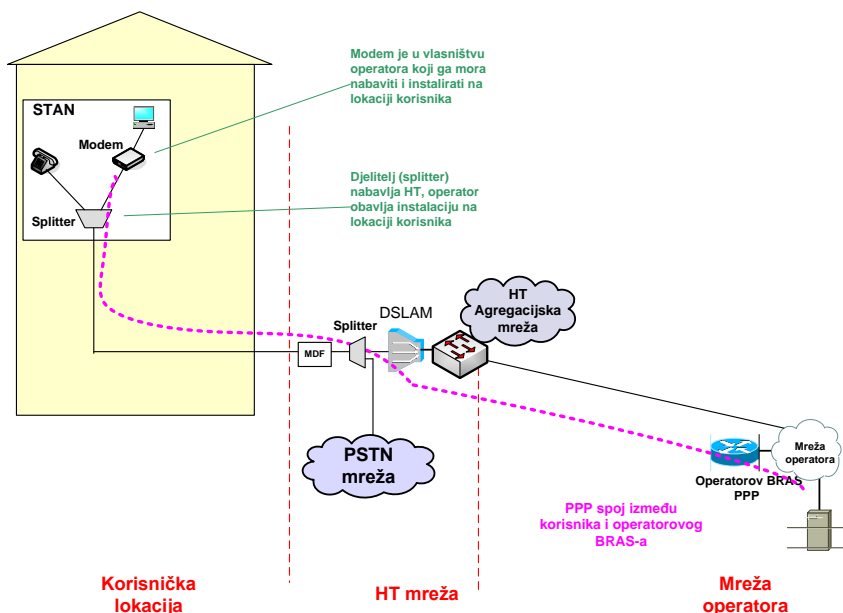 Modem je u vlasništvu
operatora koji ga mora
nabaviti i instalirati na
lokaciji korisnika
STAN
Modem
Djelitelj (splitter)
nabavlja HT, operator
obavlja instalaciju na
lokaciji korisnika
Splitter
HT
Agregacijska
mreža
DSLAM
Splitter
MDF
PSTN
mreža
Mreža
operatora
Operatorov BRAS
PPP
PPP spoj između
korisnika i operatorovog
BRAS-a
Korisnička
lokacija
HT mreža
Mreža
operatora